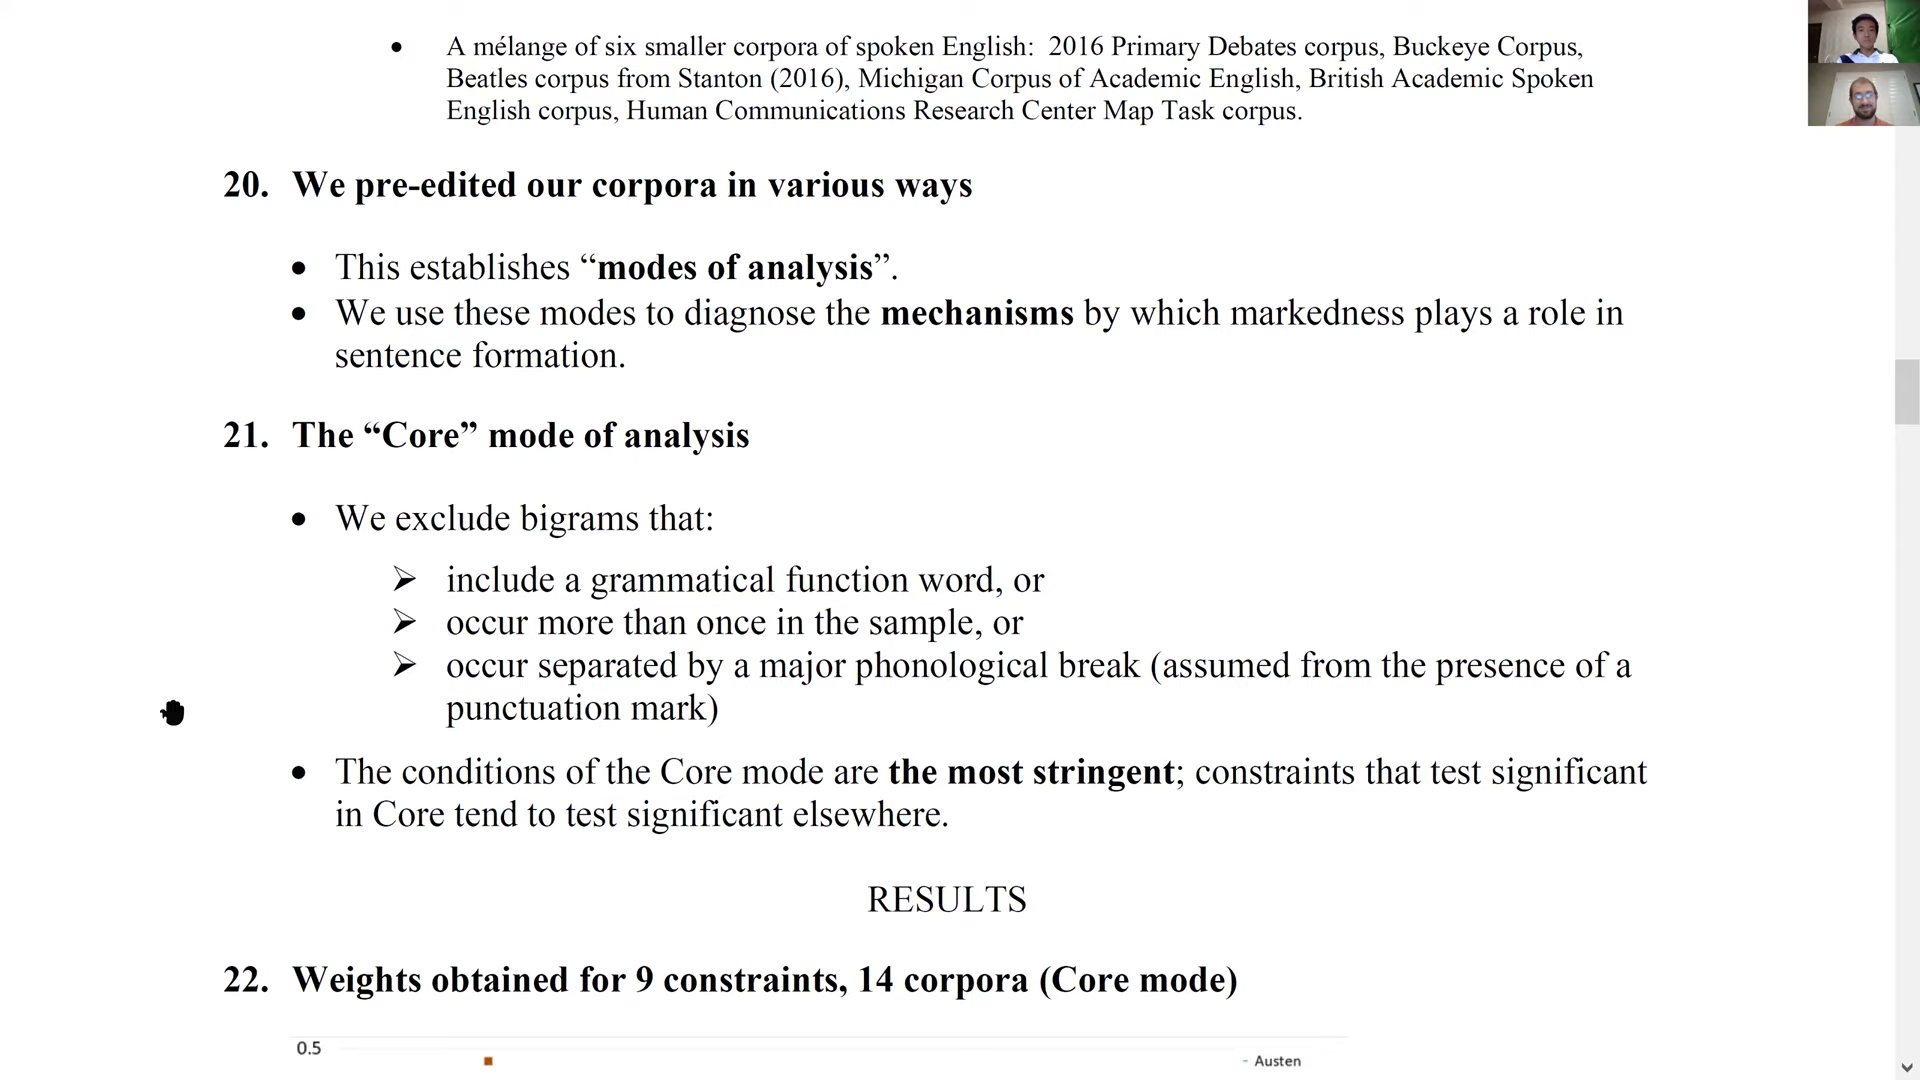 • A mélange of six smaller corpora of spoken English: 2016 Primary Debates corpus, Buckeye Corpus,
Beatles corpus from Stanton (2016), Michigan Corpus of Academic English, British Academic Spoken
English corpus, Human Communications Research Center Map Task corpus.
20. We pre-edited our corpora in various ways
• This establishes “modes of analysis”.
• We use these modes to diagnose the mechanisms by which markedness plays a role in
sentence formation.
21. The “Core” mode of analysis
• We exclude bigrams that:
➢ include a grammatical function word, or
➢ occur more than once in the sample, or
➢ occur separated by a major phonological break (assumed from the presence of a
punctuation mark)
• The conditions of the Core mode are the most stringent; constraints that test significant
in Core tend to test significant elsewhere.
RESULTS
22. Weights obtained for 9 constraints, 14 corpora (Core mode)
0.5
Austen